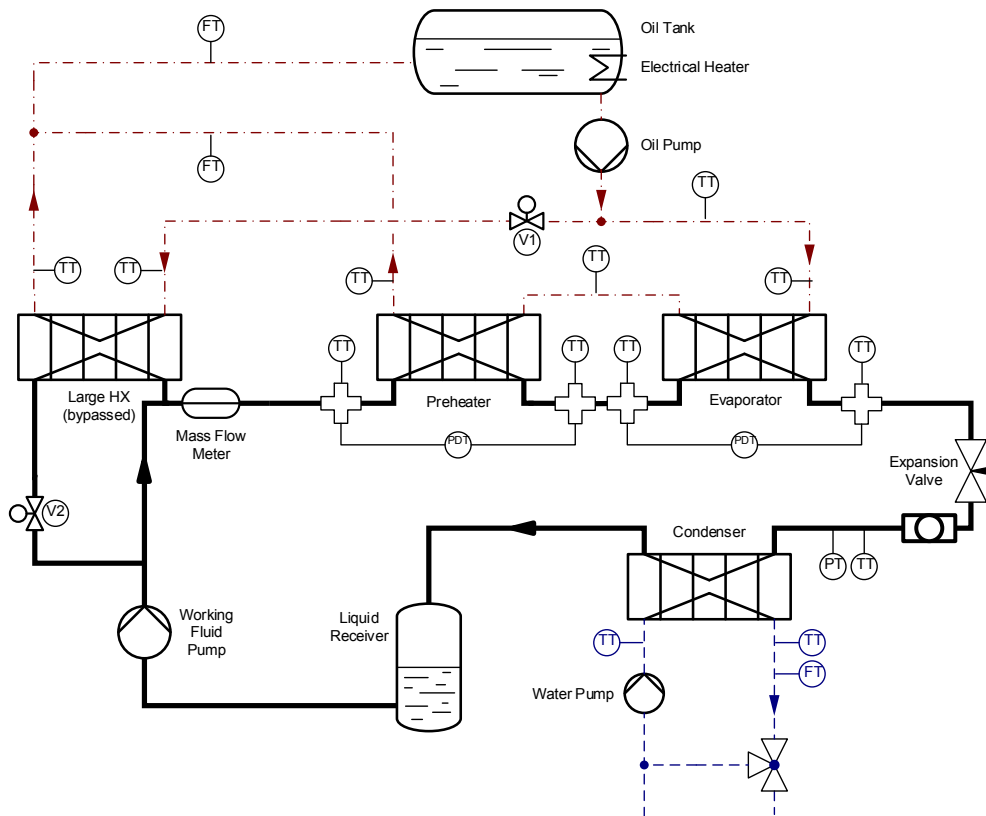 FT
Oil Tank
Electrical Heater
FT
Oil Pump
TT
V1
TT
TT
TT
TT
TT
TT
TT
TT
TT
Large HX
(bypassed)
Preheater
Evaporator
Mass Flow
Meter
PDT
PDT
Expansion
Valve
V2
Condenser
PT
TT
Working
Fluid
Pump
Liquid
Receiver
TT
TT
FT
Water Pump
TT